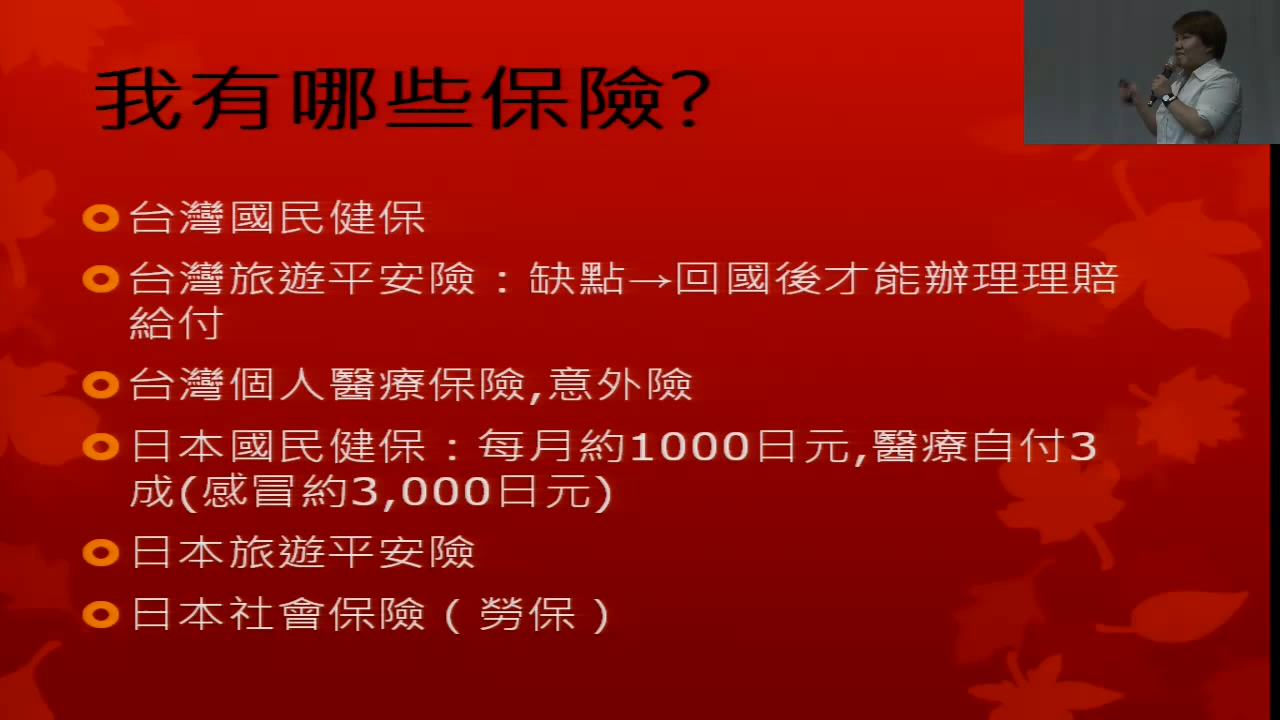 我有哪些保險?
台灣國民健保
台灣旅遊平安險：缺點→回國後才能辦理理賠
給付
台灣個人醫療保險,意外險
日本國民健保：每月約1000日元,醫療自付3
成(感冒約3,000日元)
日本旅遊平安險
日本社會保險（勞保）